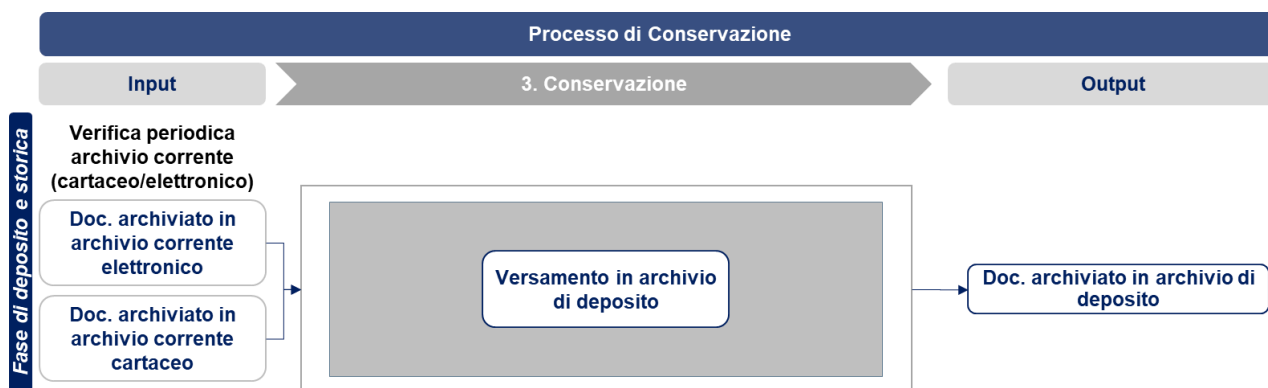 Processo di Conservazione
Input
3. Conservazione
Output
Fase di deposito e storica
Verifica periodica
archivio corrente
(cartaceo/elettronico)
Doc. archiviato in
archivio corrente
elettronico
Doc. archiviato in
archivio corrente
cartaceo
Versamento in archivio
di deposito
Doc. archiviato in archivio di
deposito